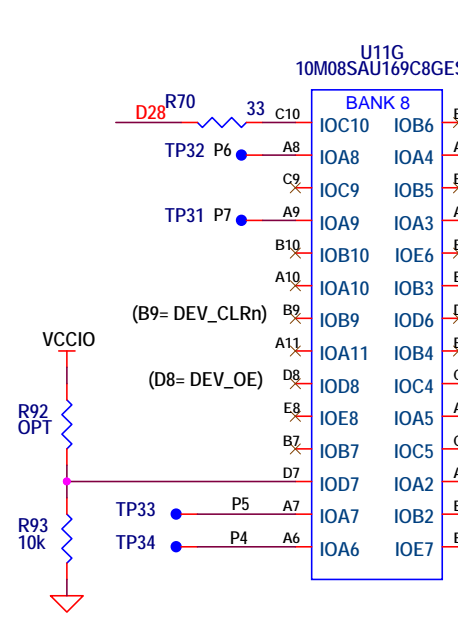 U11G
10M08SAU169C8GES
BANK 8
D28 R70 33 C10 IOC10 IOB6
TP32 P6 A8 IOA8 IOA4
C9 IOC9 IOB5
TP31 P7 A9 IOA9 IOA3
B10 IOB10 IOE6
A10 IOA10 IOB3
(B9= DEV_CLRn) B9 IOB9 IOD6
VCCIO A11 IOA11 IOB4
(D8= DEV_OE) D8 IOD8 IOC4
R92 E8 IOE8 IOA5
OPT
B7 IOB7 IOC5
D7 IOD7 IOA2
TP33 P5 A7 IOA7 IOB2
R93
10k TP34 P4 A6 IOA6 IOE7